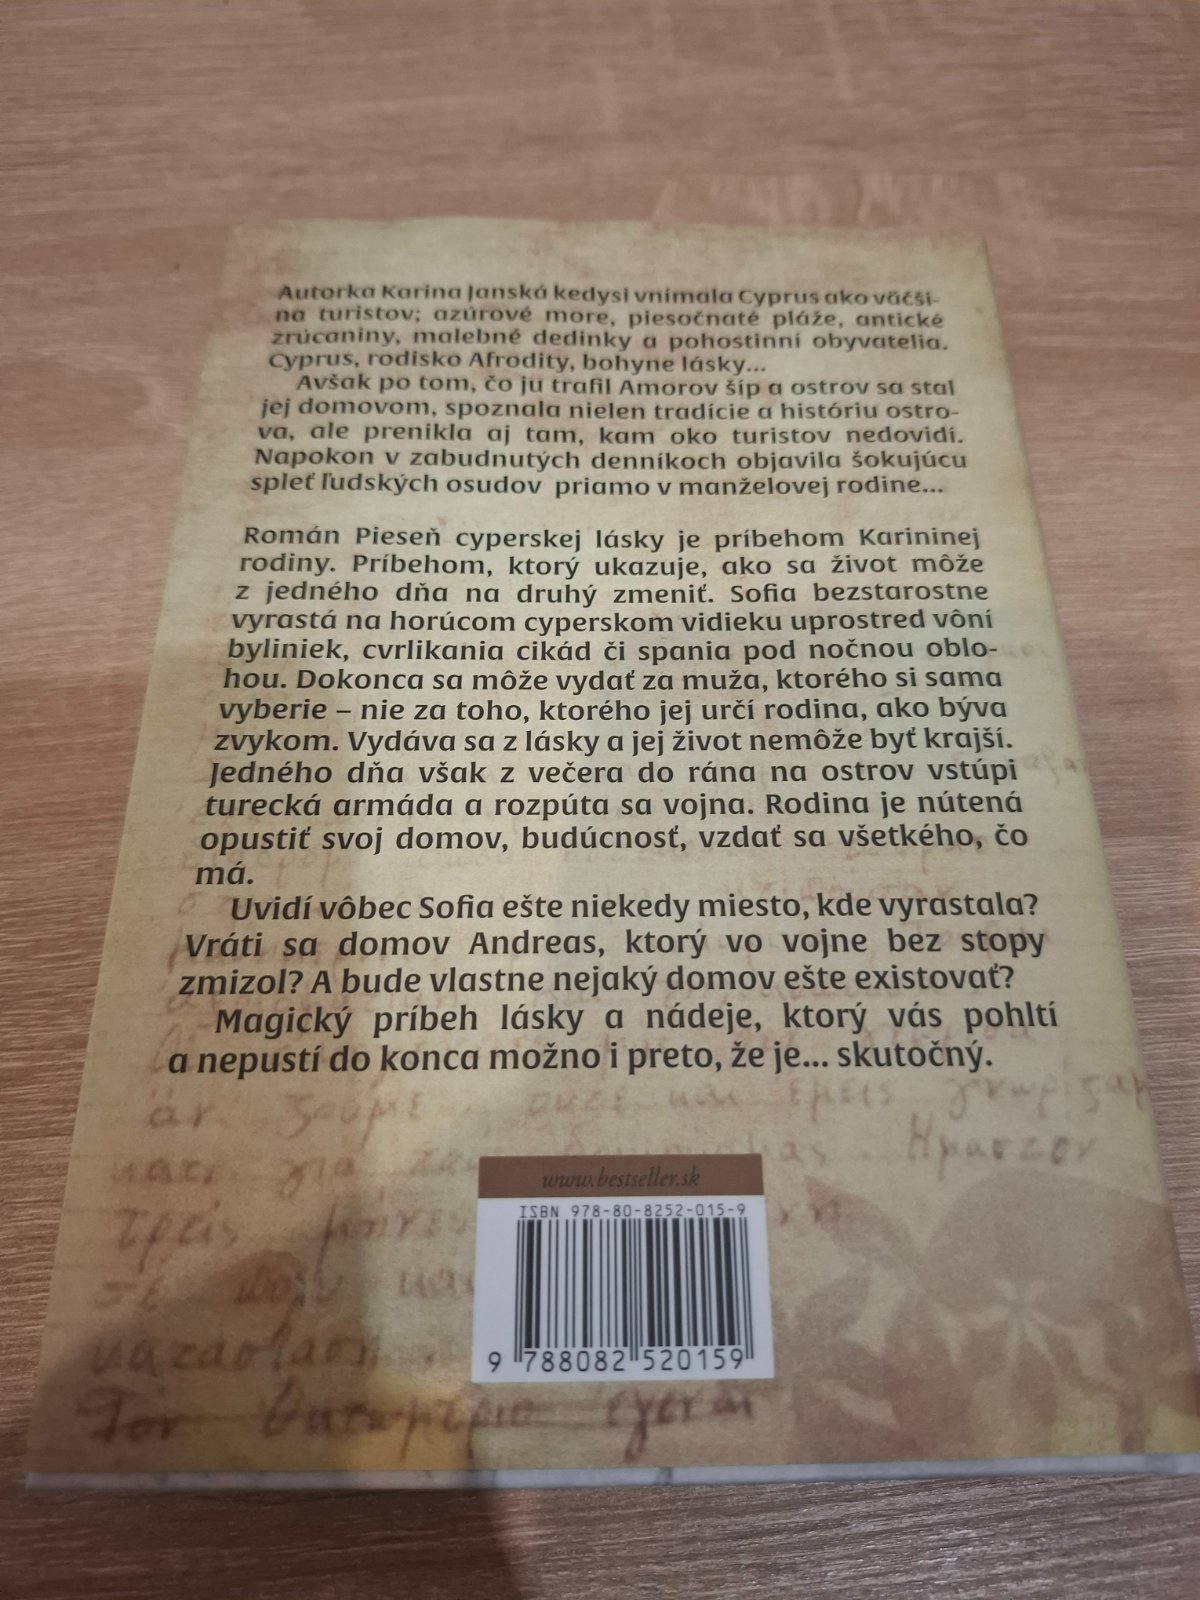 Autorka Karina Janská kedysi vnímala Cyprus ako väčši-
na turistov; azúrové more, piesočnaté pláže, antické
zrúcaniny, malebné dedinky a pohostinní obyvatelia.
Cyprus, rodisko Afrodity, bohyne lásky...
Avšak po tom, čo ju trafil Amorov šíp a ostrov sa stal
jej domovom, spoznala nielen tradície a históriu ostro-
va, ale prenikla aj tam, kam oko turistov nedovidí.
Napokon v zabudnutých denníkoch objavila šokujúcu
spleť ľudských osudov priamo v manželovej rodine...
Román Pieseň cyperskej lásky je príbehom Karininej
rodiny. Príbehom, ktorý ukazuje, ako sa život môže
z jedného dňa na druhý zmeniť. Sofia bezstarostne
vyrastá na horúcom cyperskom vidieku uprostred vôní
byliniek, cvrlikania cikád či spania pod nočnou oblo-
hou. Dokonca sa môže vydať za muža, ktorého si sama
vyberie – nie za toho, ktorého jej určí rodina, ako býva
zvykom. Vydáva sa z lásky a jej život nemôže byť krajší.
Jedného dňa však z večera do rána na ostrov vstúpi
turecká armáda a rozpúta sa vojna. Rodina je nútená
opustiť svoj domov, budúcnosť, vzdať sa všetkého, čo
má.
Uvidí vôbec Sofia ešte niekedy miesto, kde vyrastala?
Vráti sa domov Andreas, ktorý vo vojne bez stopy
zmizol? A bude vlastne nejaký domov ešte existovať?
Magický príbeh lásky a nádeje, ktorý vás pohltí
a nepustí do konca možno i preto, že je... skutočný.
www.bestseller.sk
ISBN 978-80-8252-015-9
9 788082 520159